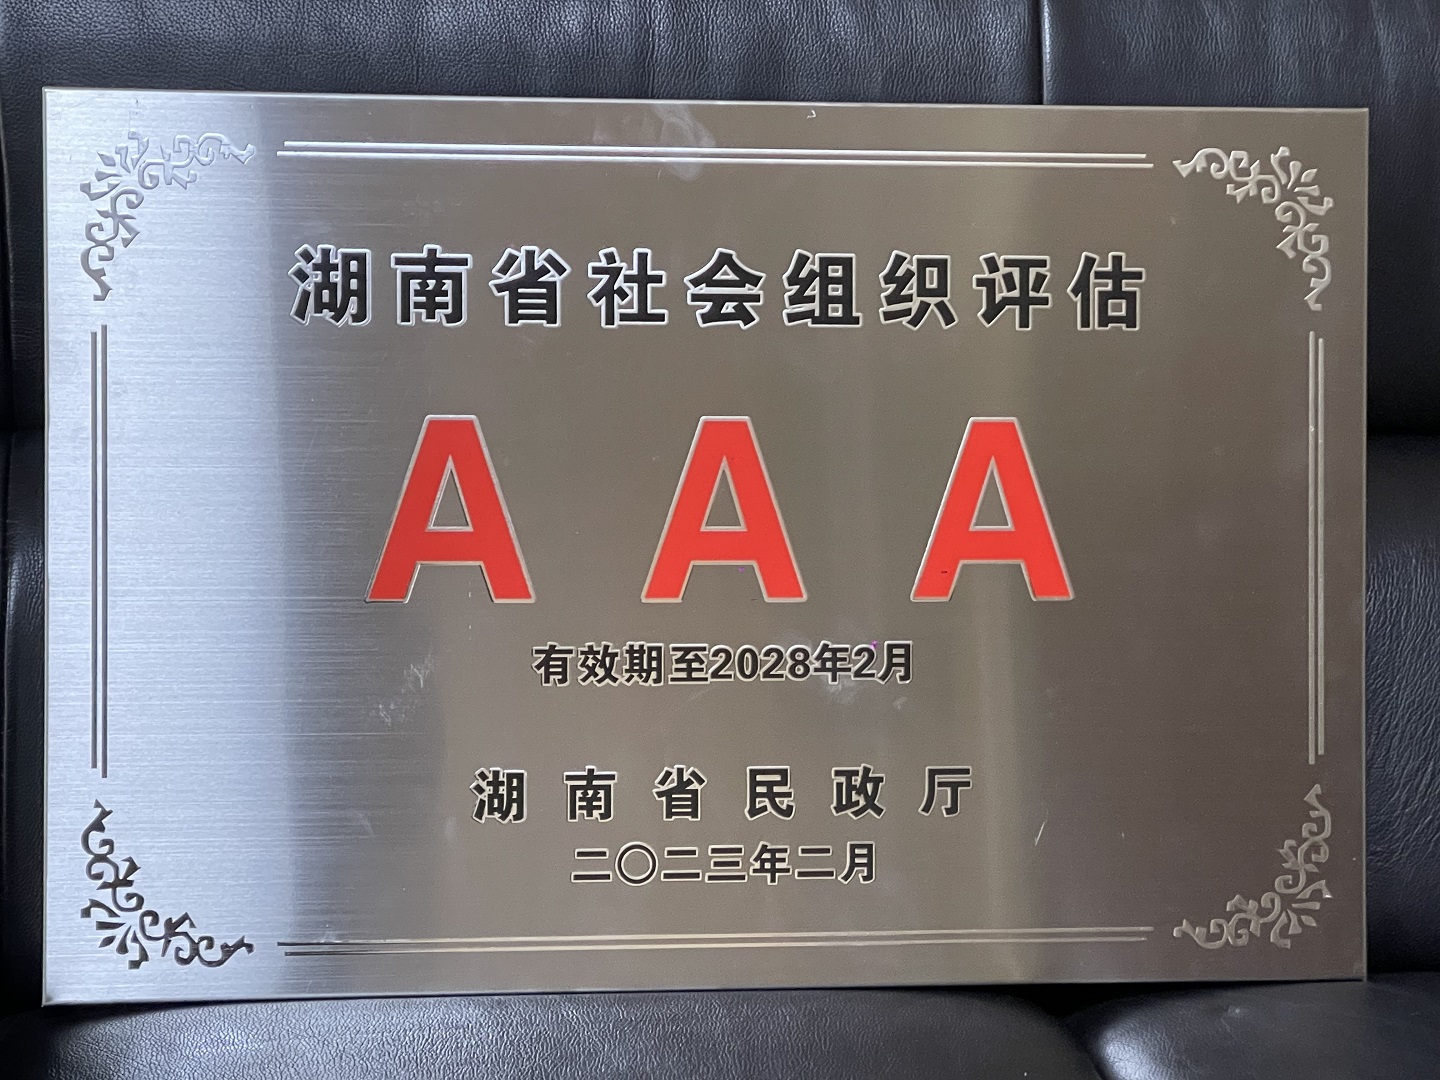 湖南省社会组织评估
AAA
有效期至2028年2月
湖南省民政厅
二〇二三年二月